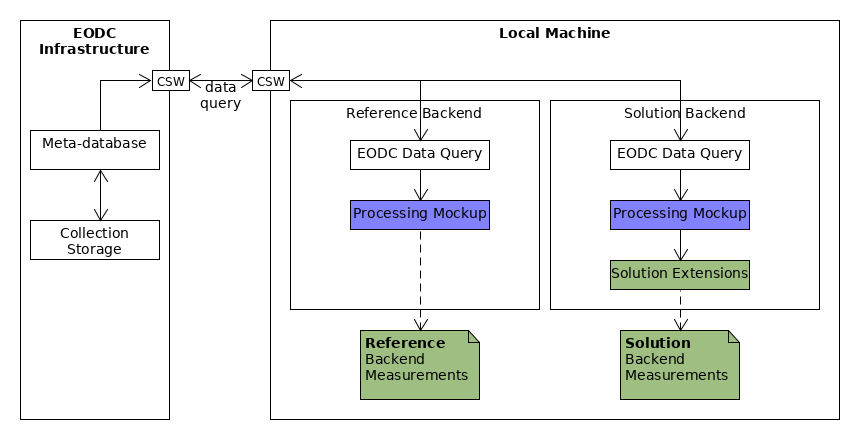 EODC
Infrastructure
Local Machine
CSW
data
query
CSW
Meta-database
Collection
Storage
Reference Backend
EODC Data Query
Processing Mockup
Reference
Backend
Measurements
Solution Backend
EODC Data Query
Processing Mockup
Solution Extensions
Solution
Backend
Measurements